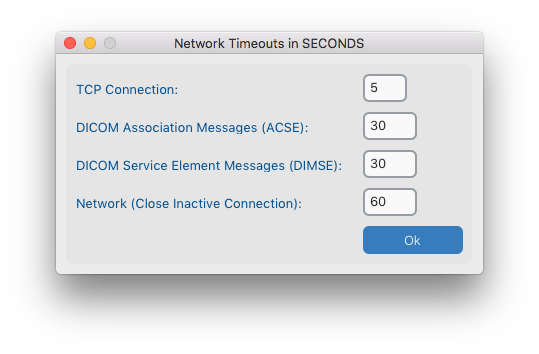 Network Timeouts in SECONDS
TCP Connection: 5
DICOM Association Messages (ACSE): 30
DICOM Service Element Messages (DIMSE): 30
Network (Close Inactive Connection): 60
Ok